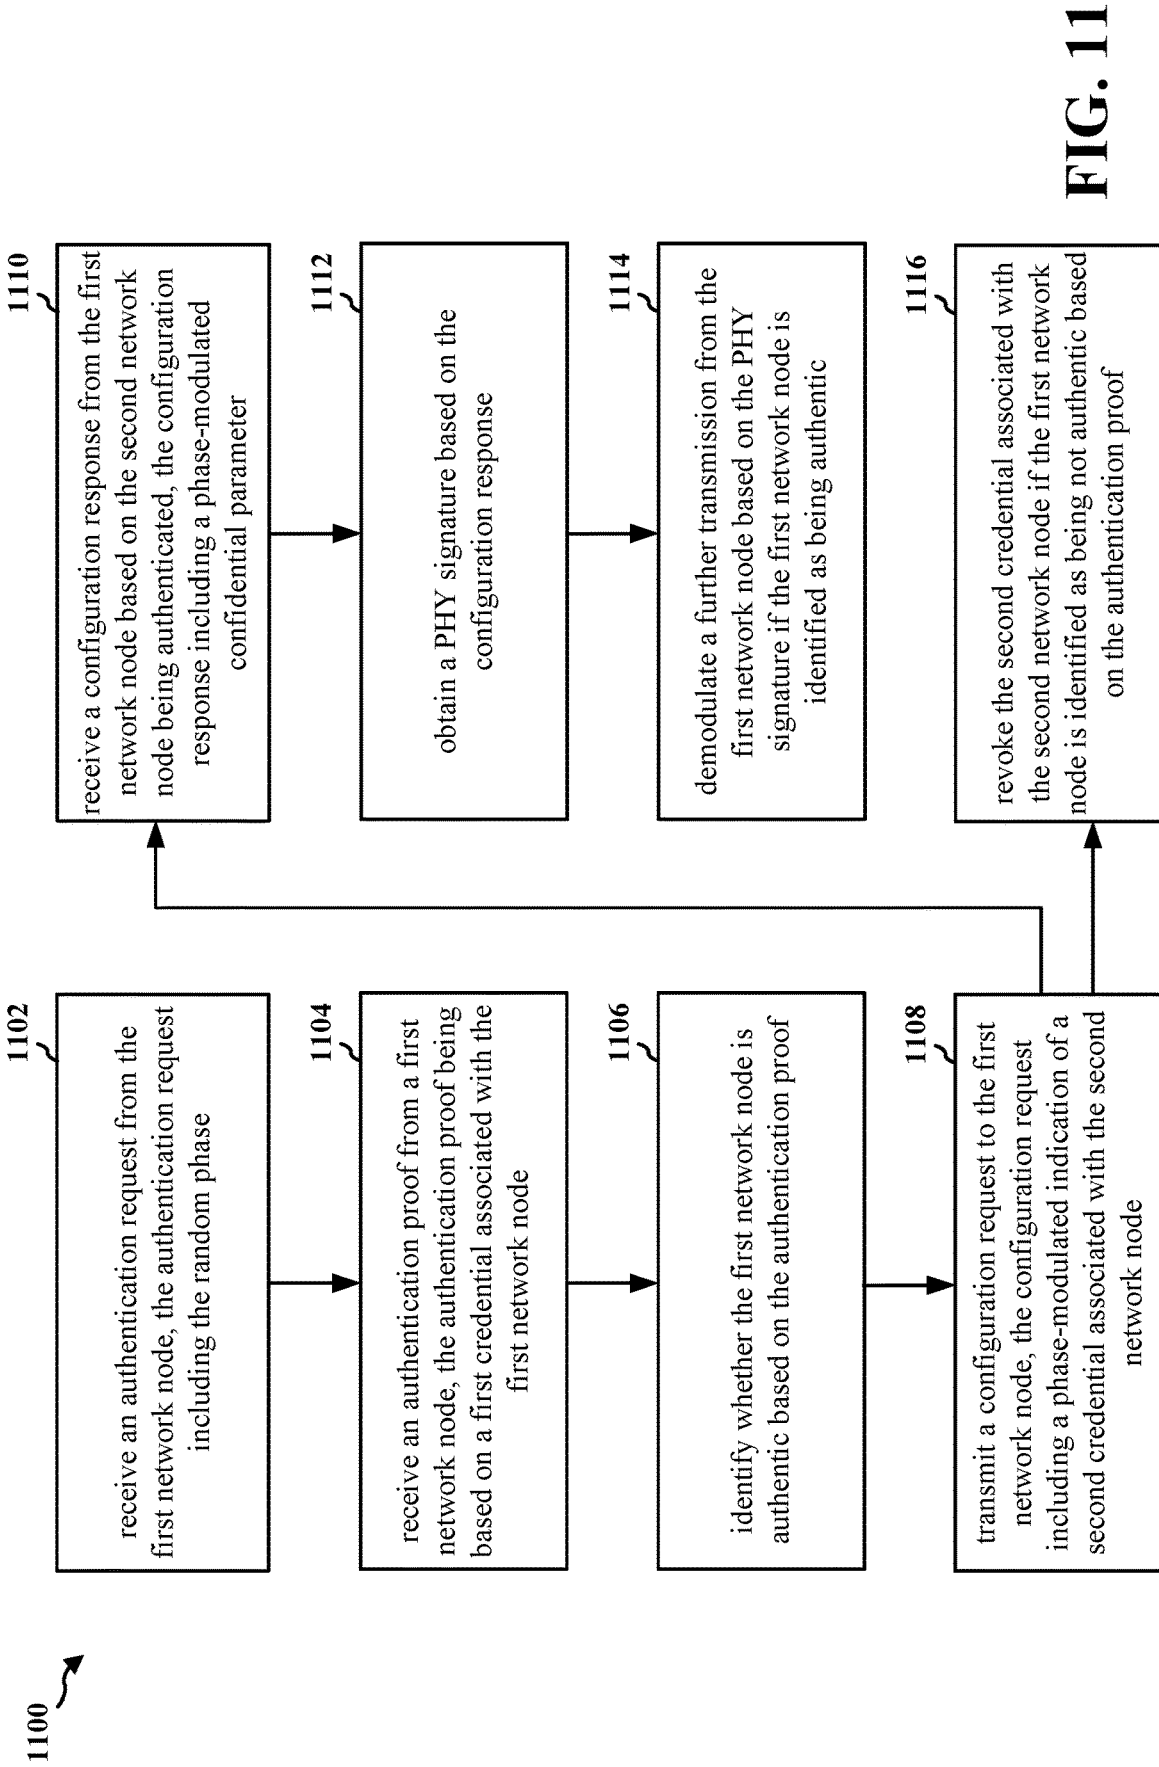 1100
1102
receive an authentication request from the
first network node, the authentication request
including the random phase
1104
receive an authentication proof from a first
network node, the authentication proof being
based on a first credential associated with the
first network node
1106
identify whether the first network node is
authentic based on the authentication proof
1108
transmit a configuration request to the first
network node, the configuration request
including a phase-modulated indication of a
second credential associated with the second
network node
1110
receive a configuration response from the first
network node based on the second network
node being authenticated, the configuration
response including a phase-modulated
confidential parameter
1112
obtain a PHY signature based on the
configuration response
1114
demodulate a further transmission from the
first network node based on the PHY
signature if the first network node is
identified as being authentic
1116
revoke the second credential associated with
the second network node if the first network
node is identified as being not authentic based
on the authentication proof
FIG. 11